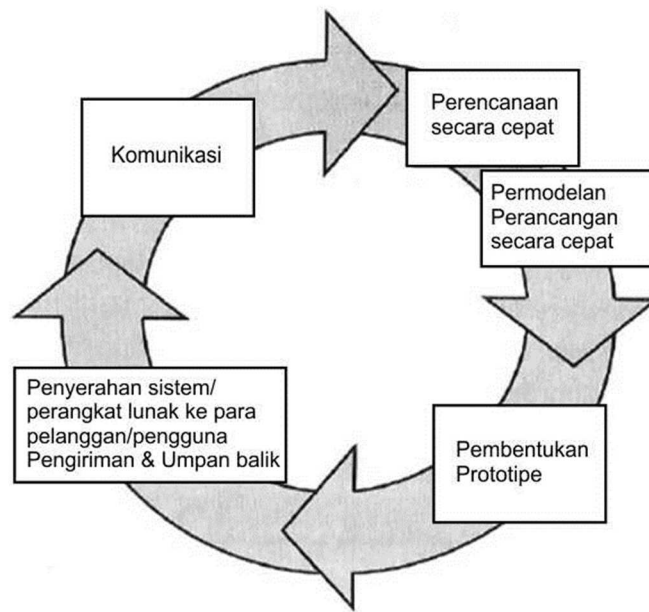 Komunikasi
Perencanaan
secara cepat
Permodelan
Perancangan
secara cepat
Pembentukan
Prototipe
Penyerahan sistem/
perangkat lunak ke para
pelanggan/pengguna
Pengiriman & Umpan balik